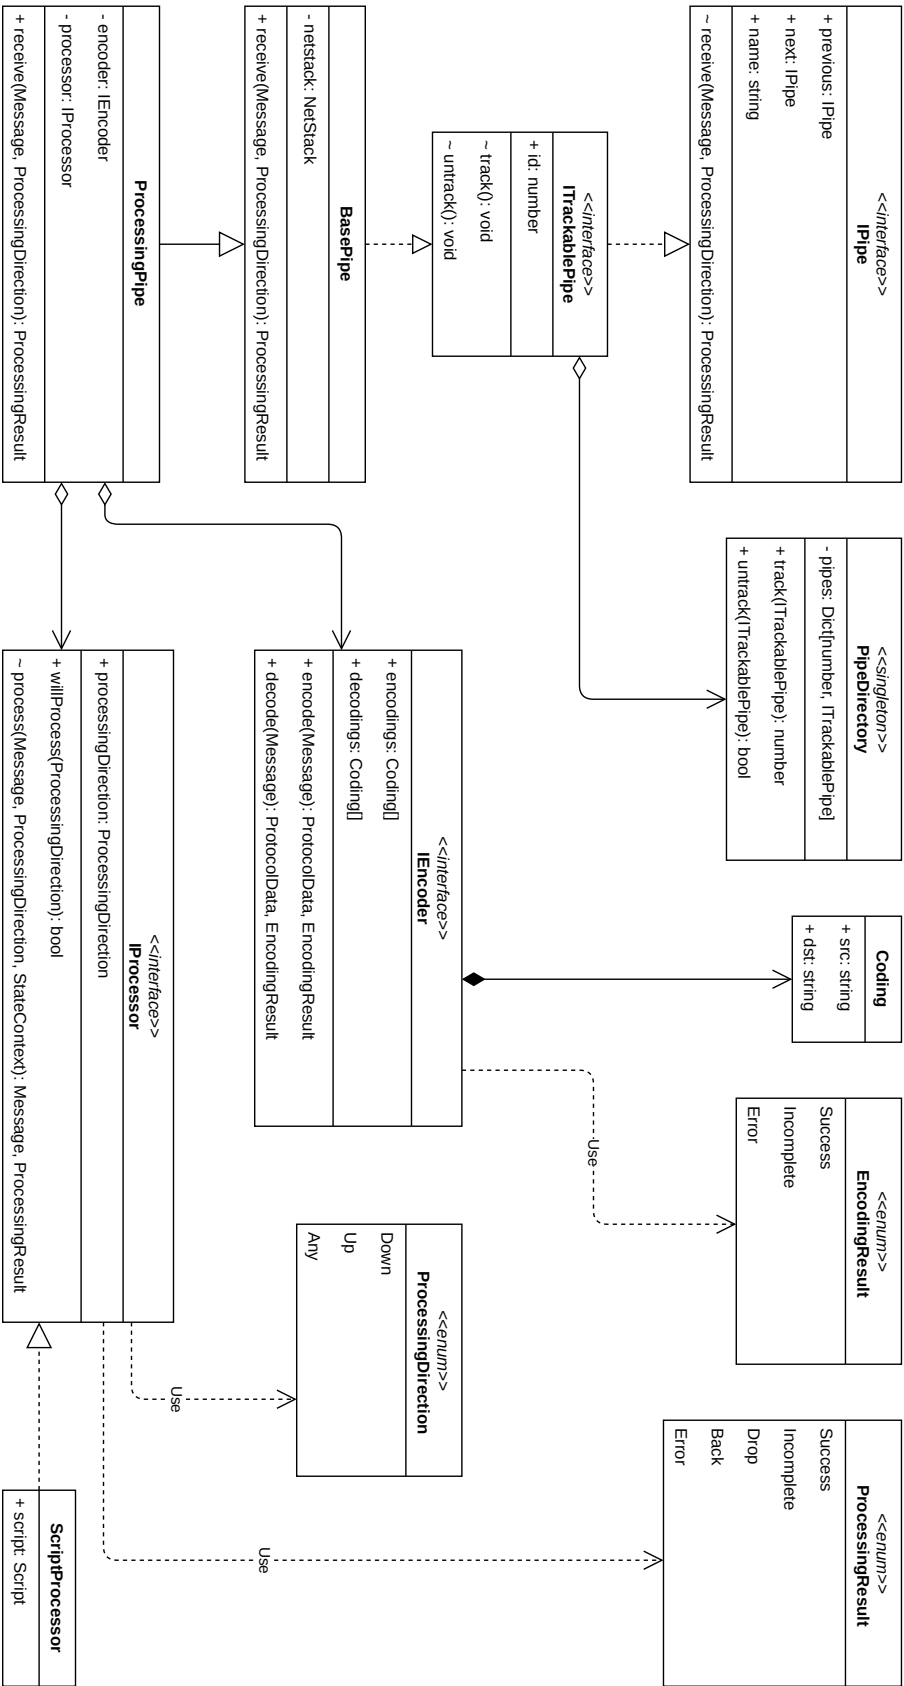 <<interface>>
IPipe
+ previous: IPipe
+ next: IPipe
+ name: string
~ receive(Message, ProcessingDirection): ProcessingResult
<<singleton>>
PipeDirectory
- pipes: Dict[number, ITrackablePipe]
+ track(ITrackablePipe): number
+ untrack(ITrackablePipe): bool
Coding
+ src: string
+ dst: string
<<enum>>
EncodingResult
Success
Incomplete
Error
<<enum>>
ProcessingResult
Success
Incomplete
Drop
Back
Error
<<interface>>
ITrackablePipe
+ id: number
~ track(): void
~ untrack(): void
Use
<<interface>>
IEncoder
+ encodings: Coding[]
+ decodings: Coding[]
+ encode(Message): ProtocolData, EncodingResult
+ decode(Message): ProtocolData, EncodingResult
<<enum>>
ProcessingDirection
Down
Up
Any
BasePipe
- netstack: NetStack
+ receive(Message, ProcessingDirection): ProcessingResult
Use
Use
ProcessingPipe
- encoder: IEncoder
- processor: IProcessor
+ receive(Message, ProcessingDirection): ProcessingResult
<<interface>>
IProcessor
+ processingDirection: ProcessingDirection
+ willProcess(ProcessingDirection): bool
~ process(Message, ProcessingDirection, StateContext): Message, ProcessingResult
ScriptProcessor
+ script: Script